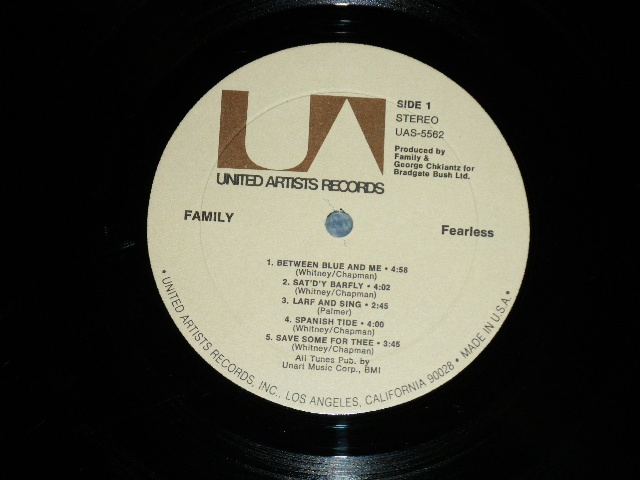 UA
UNITED ARTISTS RECORDS
SIDE 1
STEREO
UAS-5562
Produced by
Family &
George Chkiantz for
Bradgate Bush Ltd.
FAMILY
Fearless
1. BETWEEN BLUE AND ME • 4:58
(Whitney/Chapman)
2. SAT'D'Y BARFLY • 4:02
(Whitney/Chapman)
3. LARF AND SING • 2:45
(Palmer)
4. SPANISH TIDE • 4:00
(Whitney/Chapman)
5. SAVE SOME FOR THEE • 3:45
(Whitney/Chapman)
All Tunes Pub. by
Unart Music Corp., BMI
• UNITED ARTISTS RECORDS, INC., LOS ANGELES, CALIFORNIA 90028 • MADE IN U.S.A. •